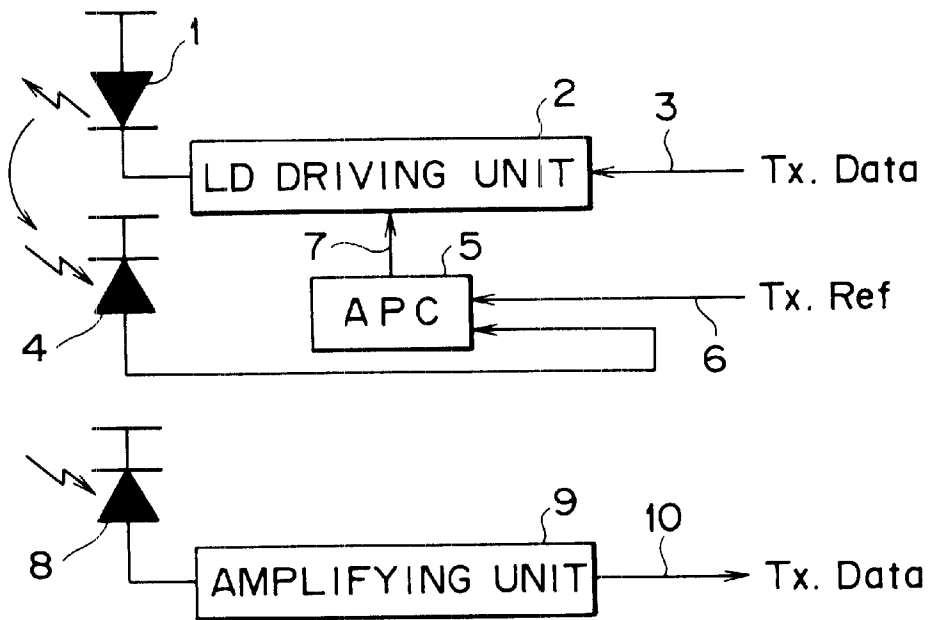 1
2
3
LD DRIVING UNIT
Tx. Data
7
5
APC
Tx. Ref
4
6
9
10
8
AMPLIFYING UNIT
Tx. Data